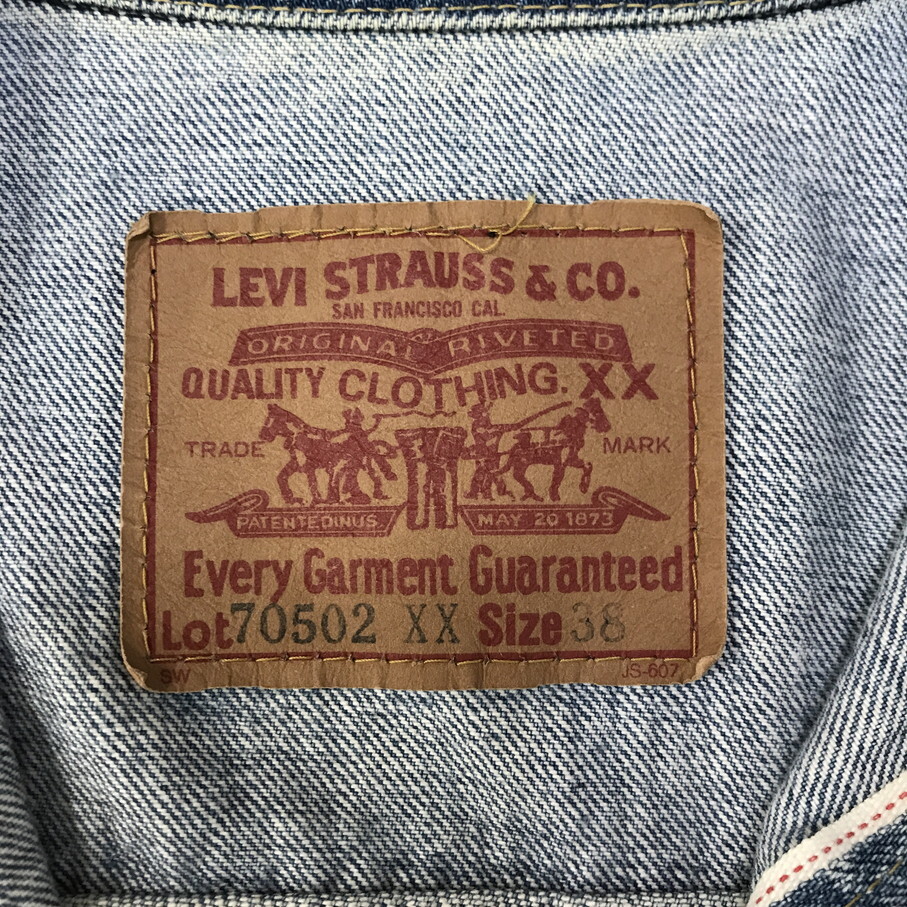 LEVI STRAUSS & CO.
SAN FRANCISCO CAL.
ORIGINAL RIVETED
QUALITY CLOTHING. XX
TRADE MARK
PATENTED IN U S MAY 20 1873
Every Garment Guaranteed
Lot 70502 XX Size 38
SW JS-607